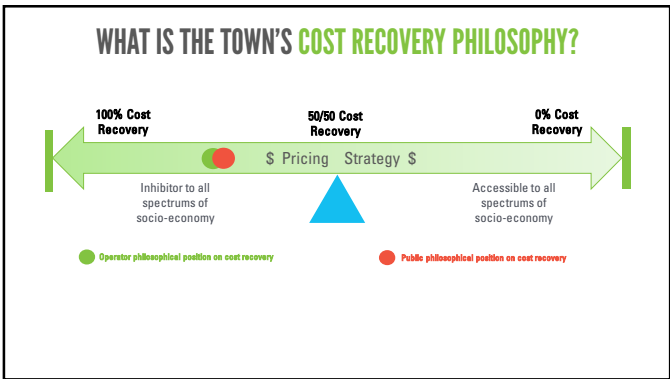 WHAT IS THE TOWN'S COST RECOVERY PHILOSOPHY?
100% Cost
Recovery
50/50 Cost
Recovery
0% Cost
Recovery
$ Pricing Strategy $
Inhibitor to all
spectrums of
socio-economy
Accessible to all
spectrums of
socio-economy
Operator philosophical position on cost recovery
Public philosophical position on cost recovery